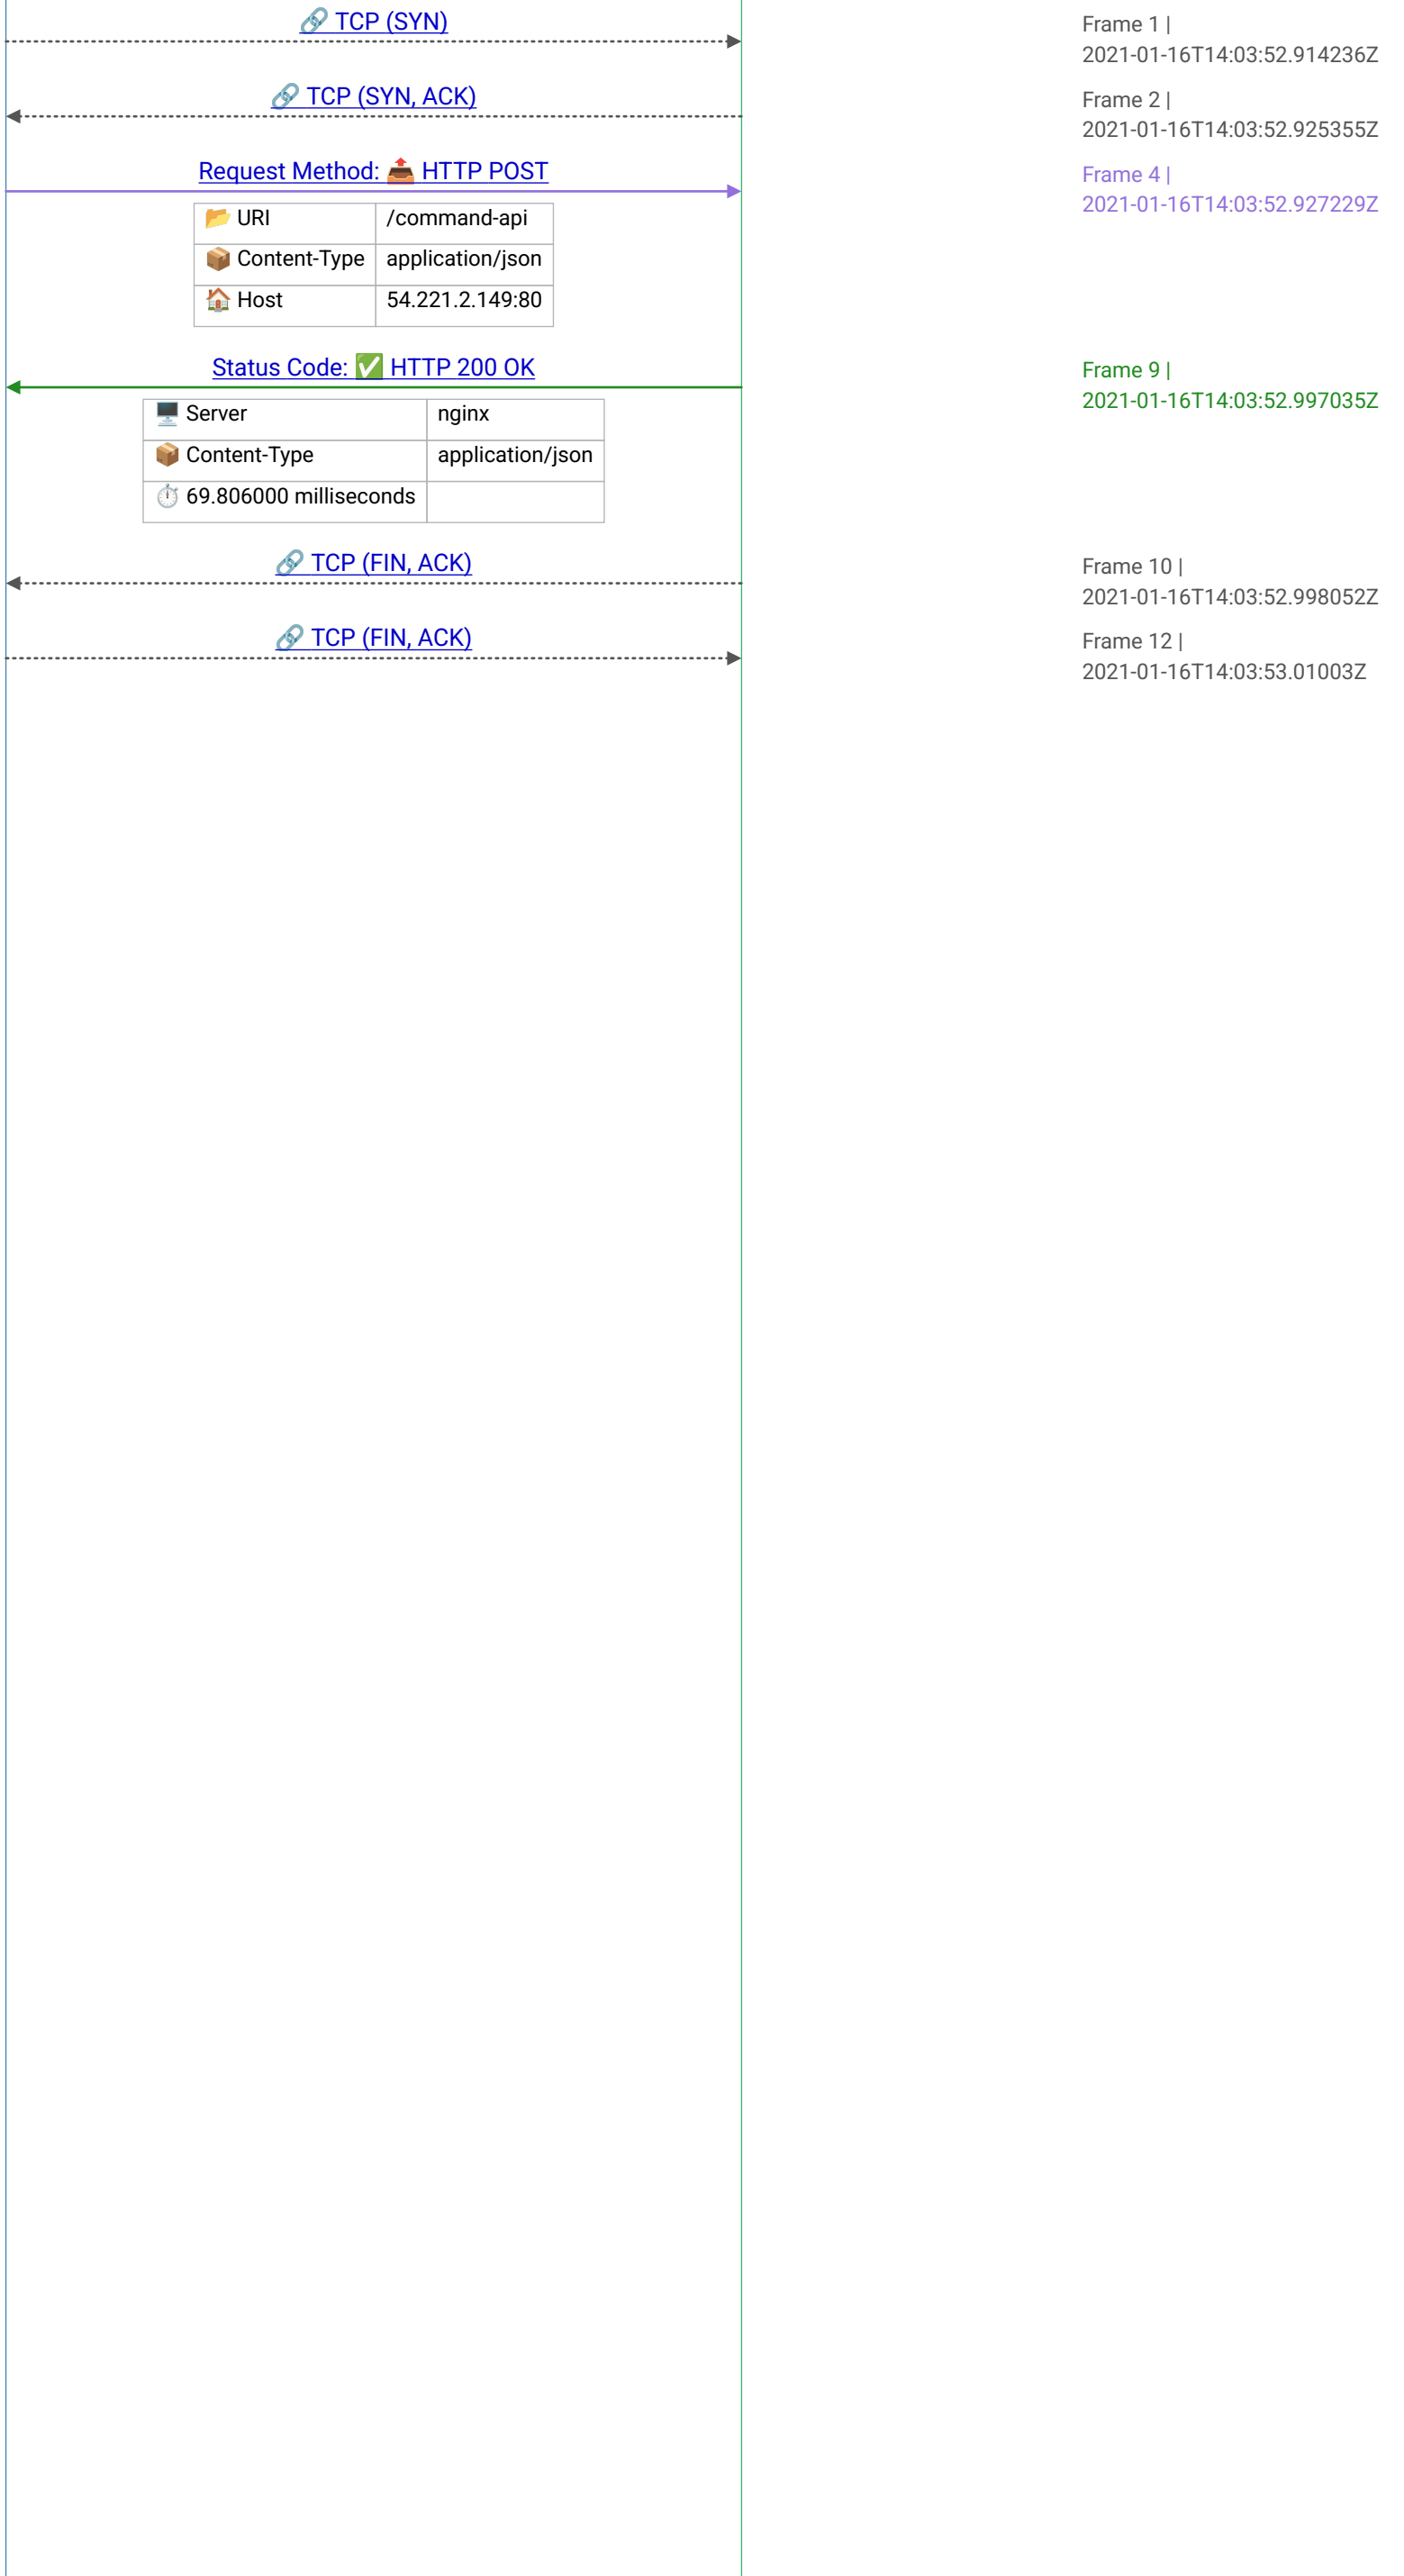 TCP (SYN)
Frame 1 |
2021-01-16T14:03:52.914236Z
TCP (SYN, ACK)
Frame 2 |
2021-01-16T14:03:52.925355Z
Request Method: 📤 HTTP POST
Frame 4 |
2021-01-16T14:03:52.927229Z
URI /command-api
Content-Type application/json
Host 54.221.2.149:80
Status Code: ✅ HTTP 200 OK
Frame 9 |
2021-01-16T14:03:52.997035Z
Server nginx
Content-Type application/json
69.806000 milliseconds
TCP (FIN, ACK)
Frame 10 |
2021-01-16T14:03:52.998052Z
TCP (FIN, ACK)
Frame 12 |
2021-01-16T14:03:53.01003Z